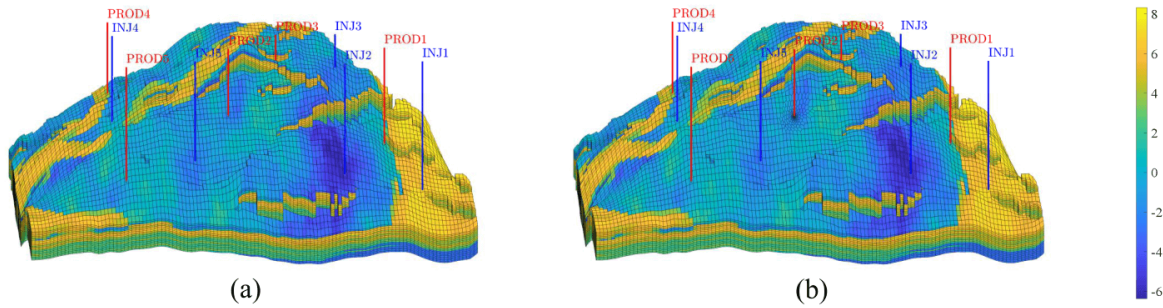 PROD4
INJ4
PROD5
INJ5
PROD2
PROD3
INJ3
INJ2
PROD1
INJ1
(a)
PROD4
INJ4
PROD5
INJ5
PROD2
PROD3
INJ3
INJ2
PROD1
INJ1
(b)
8
6
4
2
0
-2
-4
-6